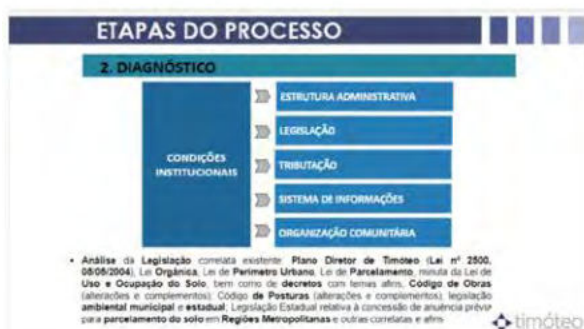 ETAPAS DO PROCESSO
2. DIAGNÓSTICO
CONDIÇÕES
INSTITUCIONAIS
ESTRUTURA ADMINISTRATIVA
LEGISLAÇÃO
TRIBUTAÇÃO
SISTEMA DE INFORMAÇÕES
ORGANIZAÇÃO COMUNITÁRIA
• Análise da Legislação correlata existente: Plano Diretor de Timóteo (Lei nº 2500,
05/05/2004), Lei Orgânica, Lei de Perímetro Urbano, Lei de Parcelamento, minuta da Lei de
Uso e Ocupação do Solo, bem como de decretos com temas afins, Código de Obras
(alterações e complementos); Código de Posturas (alterações e complementos); legislação
ambiental municipal e estadual; Legislação Estadual relativa à concessão de anuência prévia
para parcelamento do solo em Regiões Metropolitanas e outras correlatas e afins
timóteo